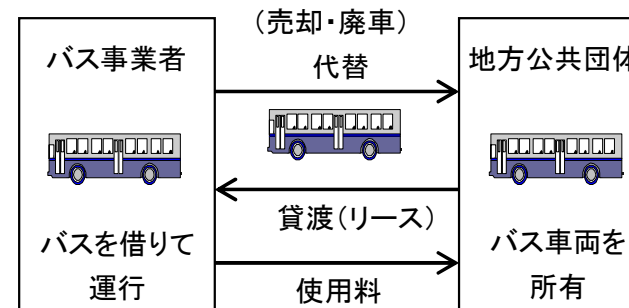 バス事業者
バスを借りて
運行
(売却・廃車)
代替
貸渡(リース)
使用料
地方公共団体
バス車両を
所有